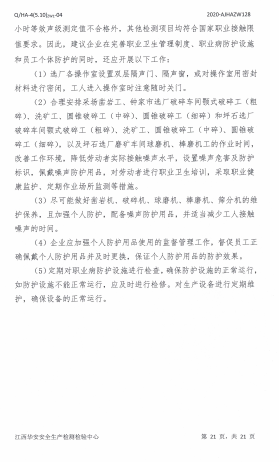 Q/HA-4(5.10)ZW-04 2020-AJHAZW128
小时等效声级测定值不合格外，其他检测项目均符合国家职业接触限
值要求。因此，建议企业在完善职业卫生管理制度、职业病防护设施
和员工个体防护的同时，还应开展以下工作：
（1）选厂各操作室设置双层隔声门、隔声窗，或对操作室用密封
材料进行密闭，工人进入操作室时注意随时关门。
（2）合理安排采场凿岩工、钟家市选厂破碎车间颚式破碎工（粗
碎）、洗矿工、圆锥破碎工（中碎）、圆锥破碎工（细碎）和坪石选厂
破碎车间颚式破碎工（粗碎）、洗矿工、圆锥破碎工（中碎）、圆锥破
碎工（细碎），以及坪石选厂磨矿车间球磨机、棒磨机工的作业时间，
改善工作环境，降低劳动者实际接触噪声水平，设置噪声危害及防护
标识，佩戴噪声防护用品，对劳动者进行职业卫生培训，采取职业健
康监护、定期作业场所监测等措施。
（3）尽可能做好凿岩机、破碎机、球磨机、棒磨机、筛分机的维
护保养，且加强个人防护，配备噪声防护用品，并适当减少工人接触
噪声的时间。
（4）企业应加强个人防护用品使用的监督管理工作，督促员工正
确佩戴个人防护用品并及时更换，保证个人防护用品的防护效果。
（5）定期对职业病防护设施进行检查，确保防护设施的正常运行，
如防护设施不能正常运行，应及时进行检修。对生产设备进行定期维
护，确保设备的正常运行。
江西华安安全生产检测检验中心 第 21 页，共 21 页